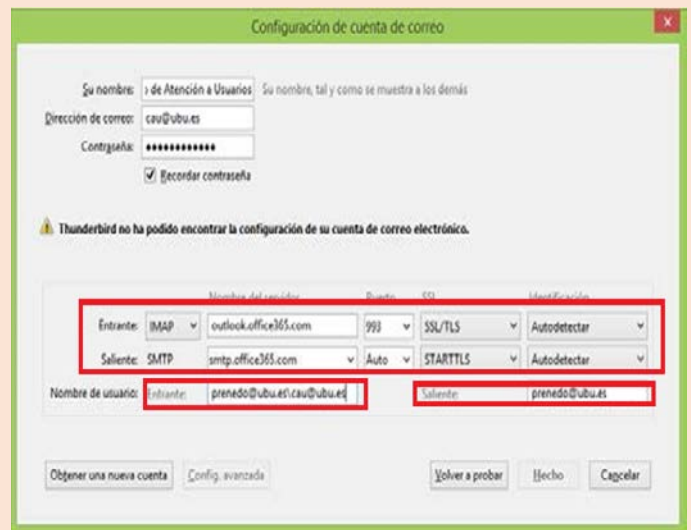 Configuración de cuenta de correo
x
Su nombre: › de Atención a Usuarios Su nombre, tal y como se muestra a los demás
Dirección de correo: cau@ubu.es
Contraseña: ••••••••••••
Recordar contraseña
Thunderbird no ha podido encontrar la configuración de su cuenta de correo electrónico.
Nombre del servidor Puerto SSL Identificación
Entrante: IMAP outlook.office365.com 993 SSL/TLS Autodetectar
Saliente: SMTP smtp.office365.com Auto STARTTLS Autodetectar
Nombre de usuario: Entrante: prenedo@ubu.es\cau@ubu.es Saliente: prenedo@ubu.es
Obtener una nueva cuenta Config. avanzada Volver a probar Hecho Cancelar